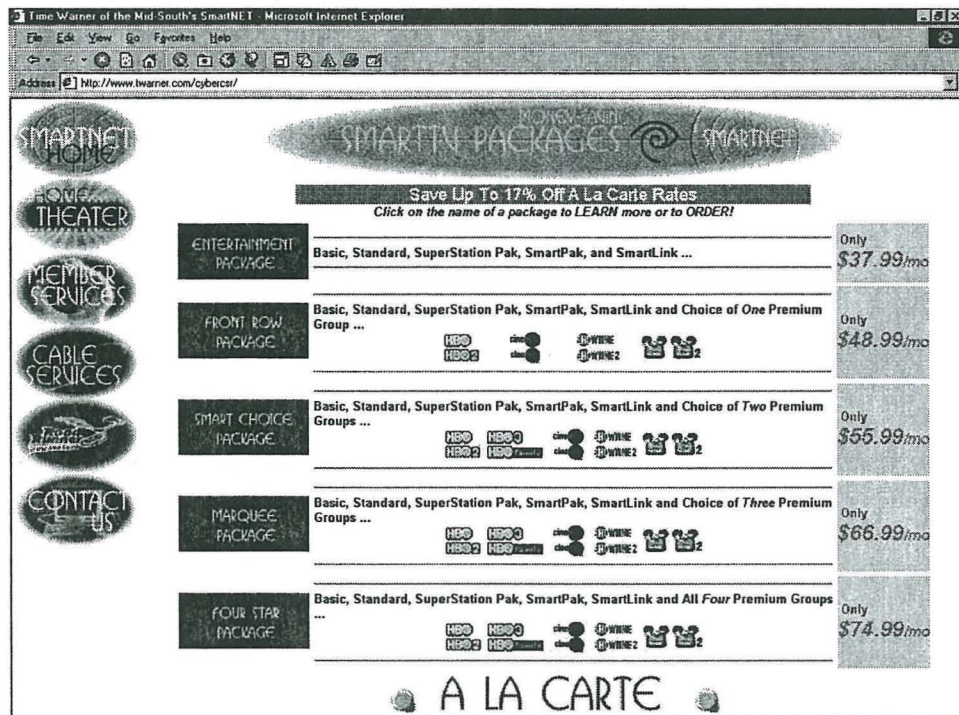 Time Warner of the Mid-South's SmartNET - Microsoft Internet Explorer
File Edit View Go Favorites Help
Address http://www.twarner.com/cybercsr/
SMARTNET
HOME
HOME
THEATER
MEMBER
SERVICES
CABLE
SERVICES
CONTACT
US
SMARTTV PACKAGES
SMARTNET
Save Up To 17% Off A La Carte Rates
Click on the name of a package to LEARN more or to ORDER!
ENTERTAINMENT
PACKAGE
Basic, Standard, SuperStation Pak, SmartPak, and SmartLink ...
Only
$37.99/mo
FRONT ROW
PACKAGE
Basic, Standard, SuperStation Pak, SmartPak, SmartLink and Choice of One Premium
Group ...
HBO
HBO2
Only
$48.99/mo
SMART CHOICE
PACKAGE
Basic, Standard, SuperStation Pak, SmartPak, SmartLink and Choice of Two Premium
Groups ...
HBO HBO3
HBO2
Only
$55.99/mo
MARQUEE
PACKAGE
Basic, Standard, SuperStation Pak, SmartPak, SmartLink and Choice of Three Premium
Groups ...
HBO HBO3
HBO2
Only
$66.99/mo
FOUR STAR
PACKAGE
Basic, Standard, SuperStation Pak, SmartPak, SmartLink and All Four Premium Groups
...
HBO HBO3
HBO2
Only
$74.99/mo
A LA CARTE